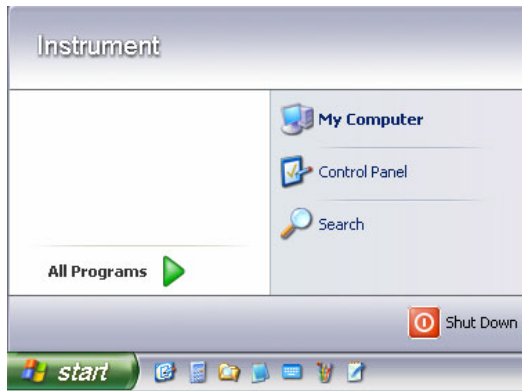 Instrument
My Computer
Control Panel
Search
All Programs
Shut Down
start